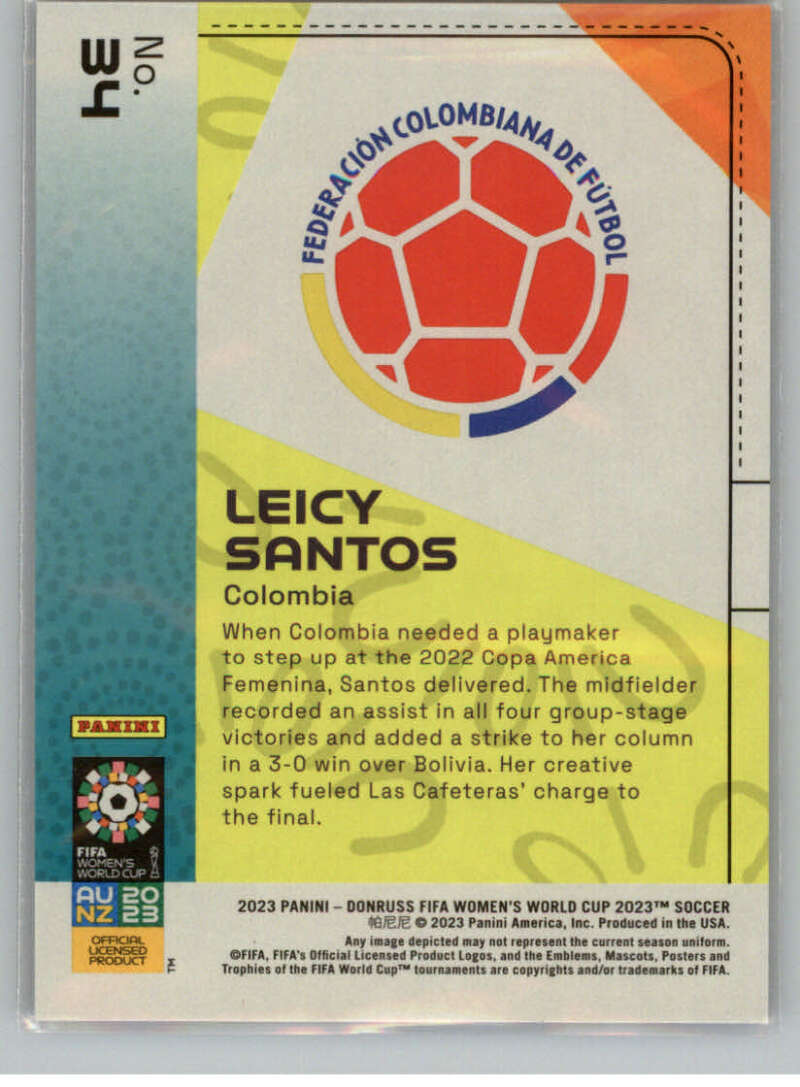 No.
34
FEDERACIÓN COLOMBIANA DE FÚTBOL
LEICY
SANTOS
Colombia
When Colombia needed a playmaker
to step up at the 2022 Copa America
Femenina, Santos delivered. The midfielder
recorded an assist in all four group-stage
victories and added a strike to her column
in a 3-0 win over Bolivia. Her creative
spark fueled Las Cafeteras' charge to
the final.
PANINI
FIFA
WOMEN'S
WORLD CUP
AU 20
NZ 23
OFFICIAL
LICENSED
PRODUCT
TM
2023 PANINI – DONRUSS FIFA WOMEN'S WORLD CUP 2023™ SOCCER
帕尼尼 © 2023 Panini America, Inc. Produced in the USA.
Any image depicted may not represent the current season uniform.
©FIFA, FIFA's Official Licensed Product Logos, and the Emblems, Mascots, Posters and
Trophies of the FIFA World Cup™ tournaments are copyrights and/or trademarks of FIFA.